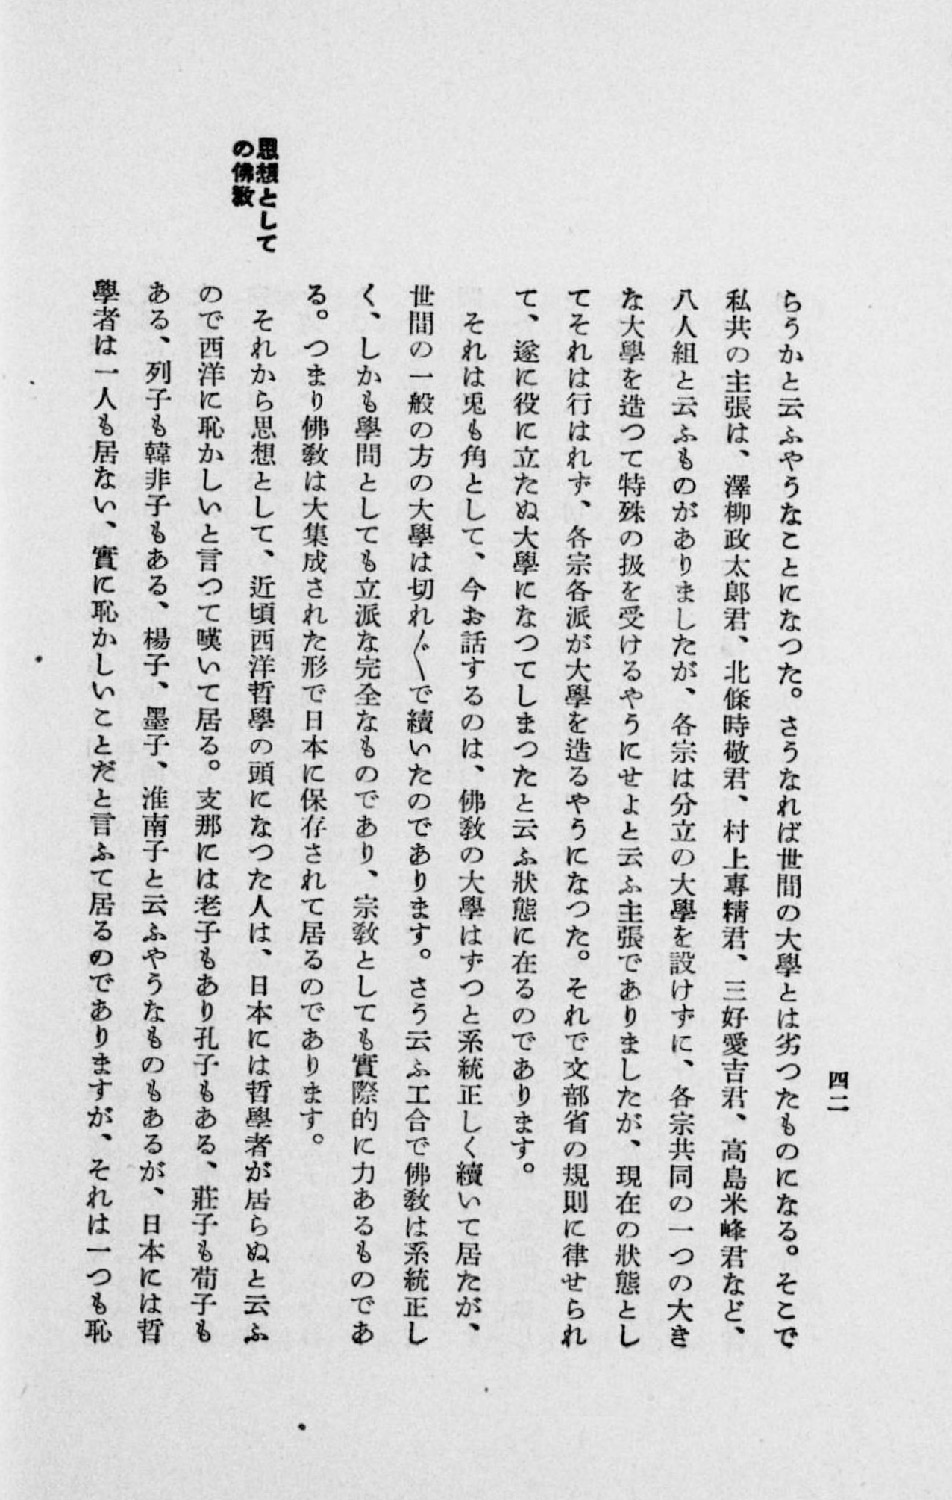 四二
らうかと云ふやうなことになつた。さうなれば世間の大學とは劣つたものになる。そこで
私共の主張は、澤柳政太郎君、北條時敬君、村上專精君、三好愛吉君、高島米峰君など、
八人組と云ふものがありましたが、各宗は分立の大學を設けずに、各宗共同の一つの大き
な大學を造つて特殊の扱を受けるやうにせよと云ふ主張でありましたが、現在の狀態とし
てそれは行はれず、各宗各派が大學を造るやうになつた。それで文部省の規則に律せられ
て、遂に役に立たぬ大學になつてしまつたと云ふ狀態に在るのであります。
それは兎も角として、今お話するのは、佛敎の大學はずつと系統正しく續いて居たが、
世間の一般の方の大學は切れ〴〵で續いたのであります。さう云ふ工合で佛敎は系統正し
く、しかも學問としても立派な完全なものであり、宗敎としても實際的に力あるものであ
る。つまり佛敎は大集成された形で日本に保存されて居るのであります。
思想として
の佛敎
それから思想として、近頃西洋哲學の頭になつた人は、日本には哲學者が居らぬと云ふ
ので西洋に恥かしいと言つて嘆いて居る。支那には老子もあり孔子もある、莊子も荀子も
ある、列子も韓非子もある、楊子、墨子、淮南子と云ふやうなものもあるが、日本には哲
學者は一人も居ない、實に恥かしいことだと言ふて居るのでありますが、それは一つも恥